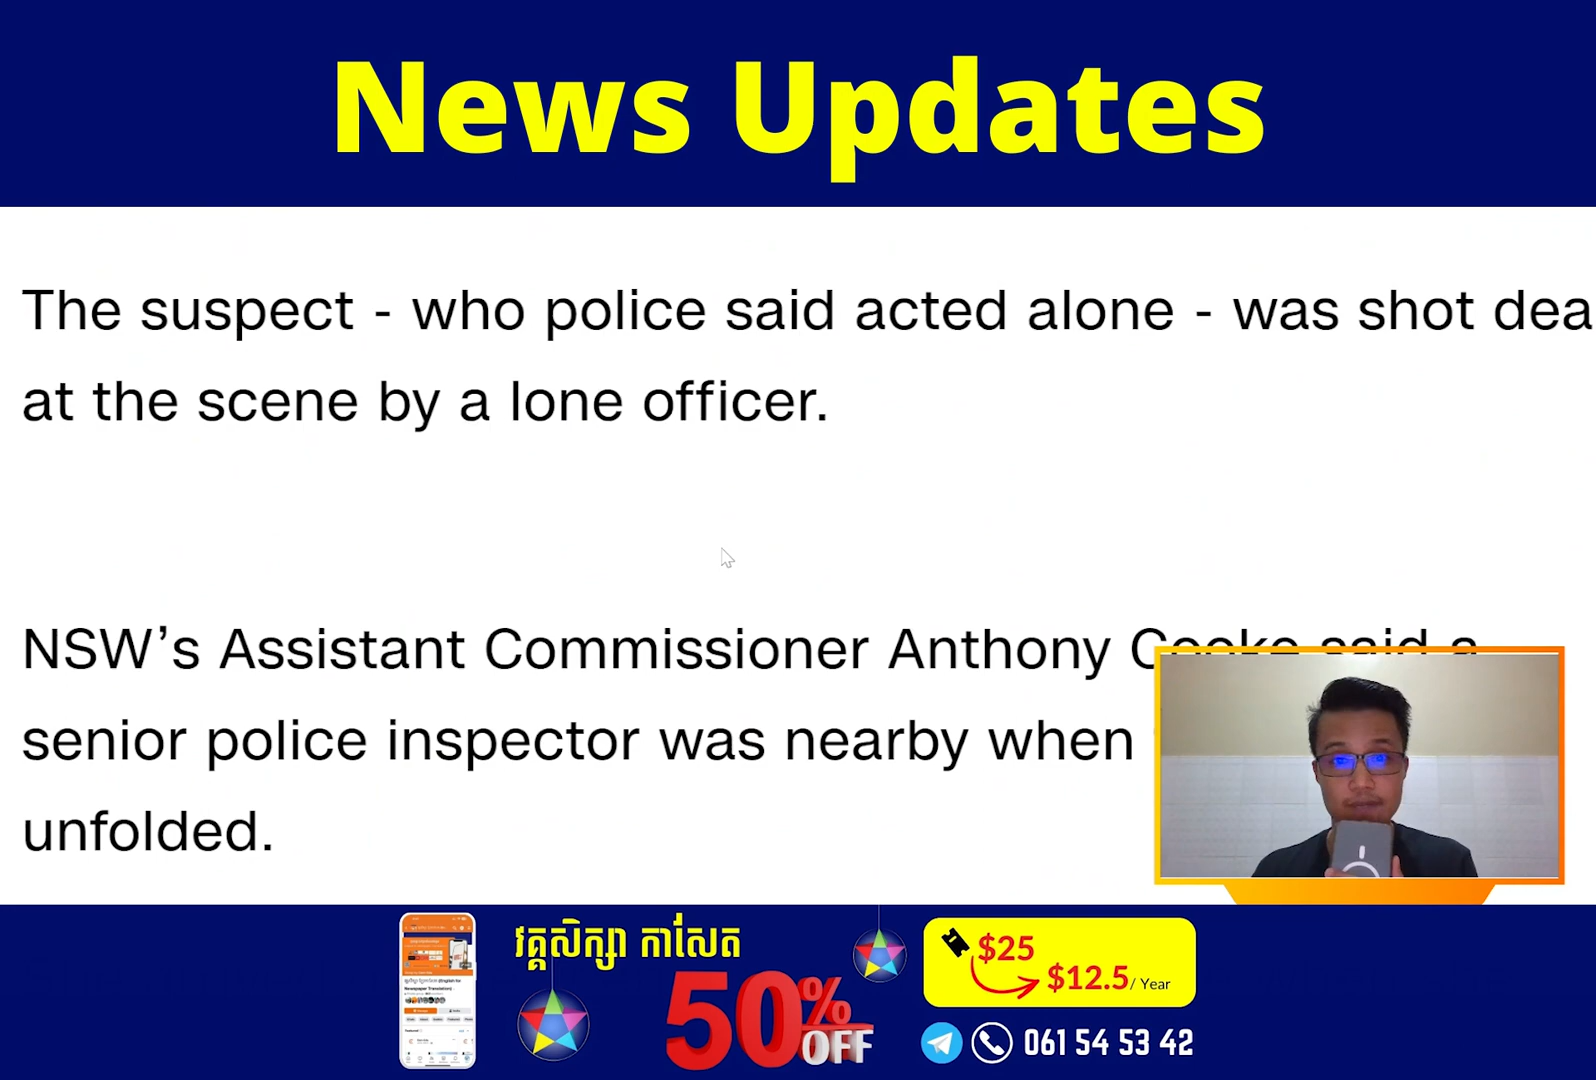 News Updates
The suspect - who police said acted alone - was shot dea
at the scene by a lone officer.
NSW’s Assistant Commissioner Anthony Cooke said a
senior police inspector was nearby when
unfolded.
វគ្គសិក្សា កាសែត
50% OFF
$25
$12.5/ Year
061 54 53 42